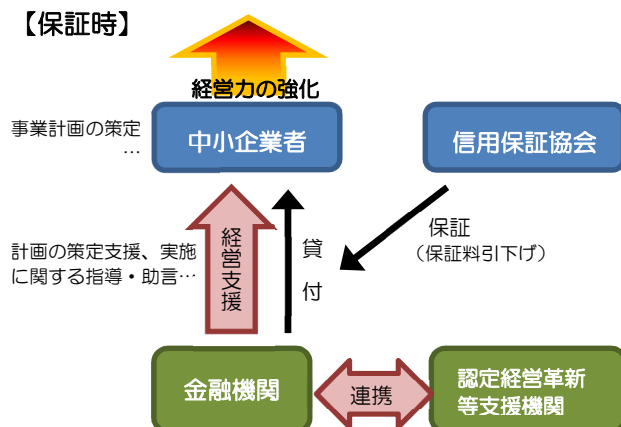 【保証時】
経営力の強化
事業計画の策定
…
中小企業者
信用保証協会
計画の策定支援、実施
に関する指導・助言…
経営支援
貸付
保証
（保証料引下げ）
金融機関
連携
認定経営革新
等支援機関